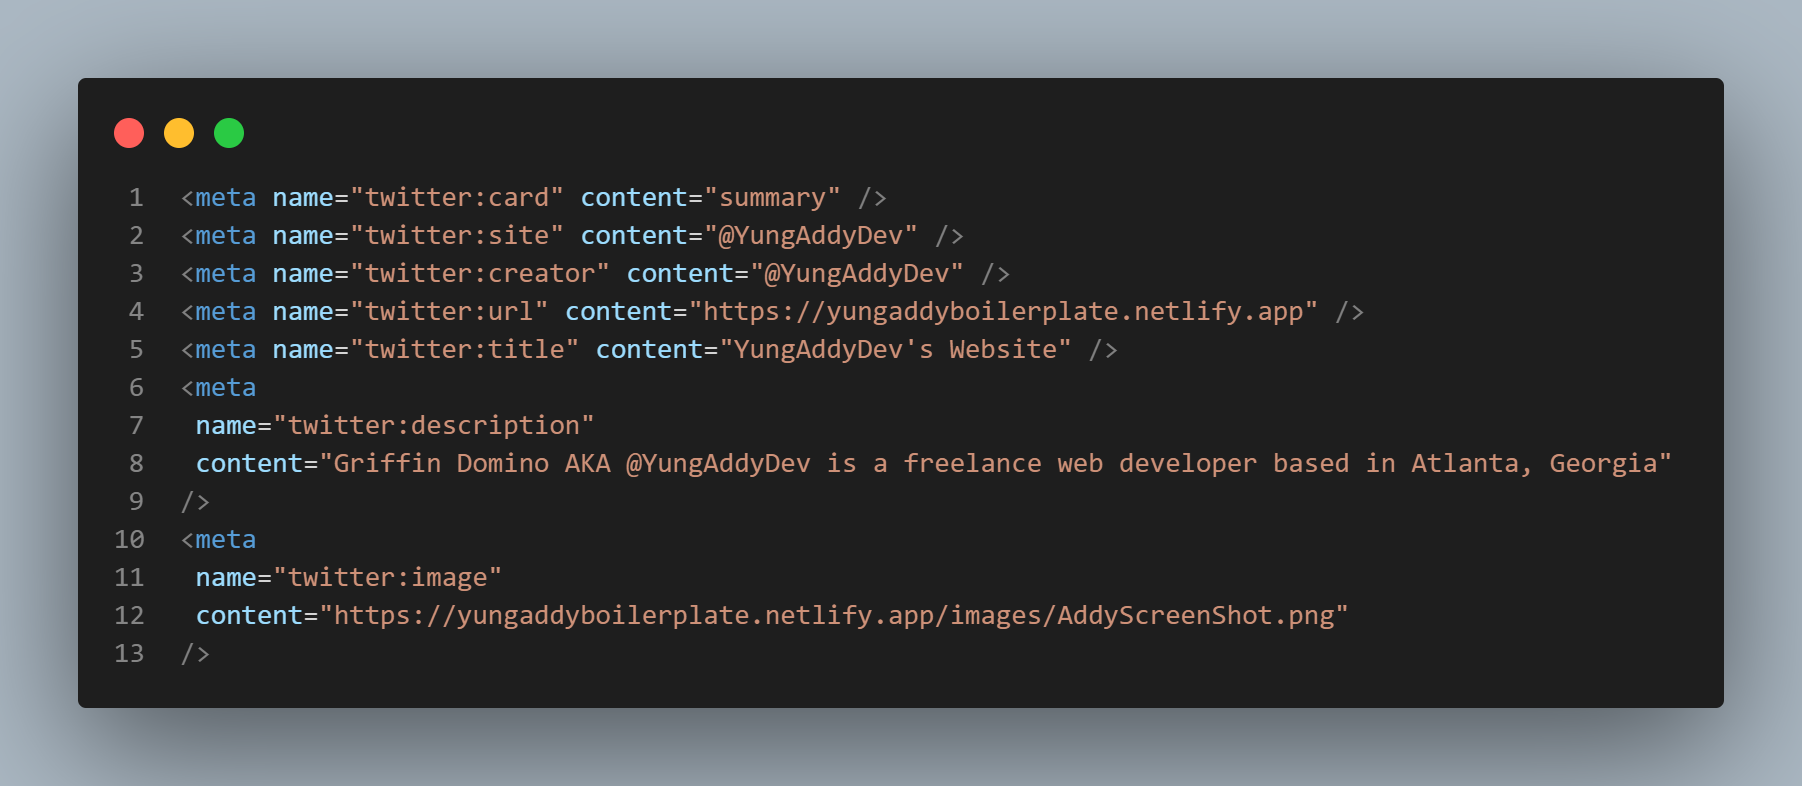 1 <meta name="twitter:card" content="summary" />
2 <meta name="twitter:site" content="@YungAddyDev" />
3 <meta name="twitter:creator" content="@YungAddyDev" />
4 <meta name="twitter:url" content="https://yungaddyboilerplate.netlify.app" />
5 <meta name="twitter:title" content="YungAddyDev's Website" />
6 <meta
7  name="twitter:description"
8  content="Griffin Domino AKA @YungAddyDev is a freelance web developer based in Atlanta, Georgia"
9 />
10 <meta
11  name="twitter:image"
12  content="https://yungaddyboilerplate.netlify.app/images/AddyScreenShot.png"
13 />